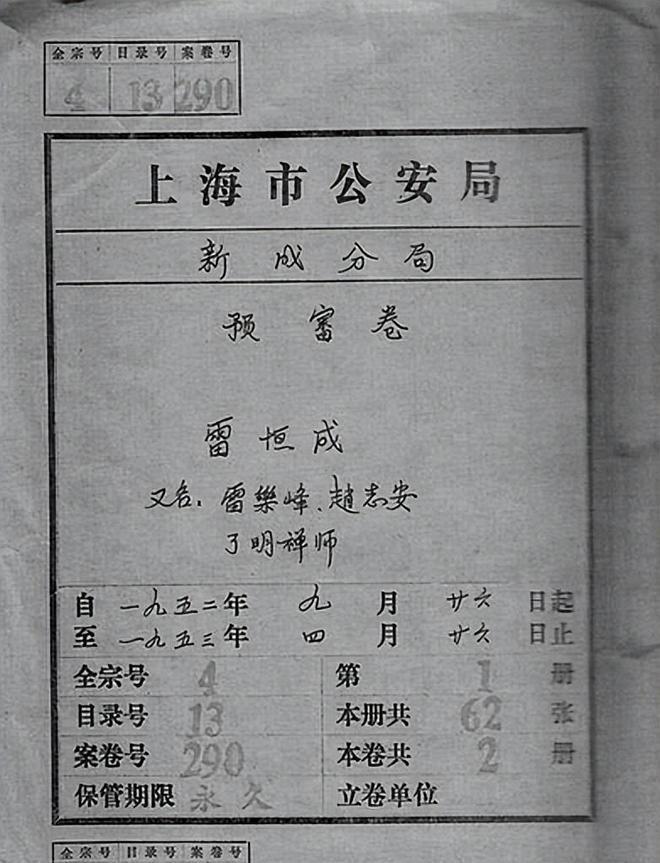 全宗号 目录号 案卷号
4 13 290
上海市公安局
新成分局
预审卷
雷恒成
又名：雷樂峰、趙志安
了明禅师
自 一九五二年 九 月 廿六 日起
至 一九五三年 四 月 廿六 日止
全宗号 4 第 1 册
目录号 13 本册共 62 张
案卷号 290 本卷共 2 册
保管期限 永久 立卷单位
全宗号 目录号 案卷号